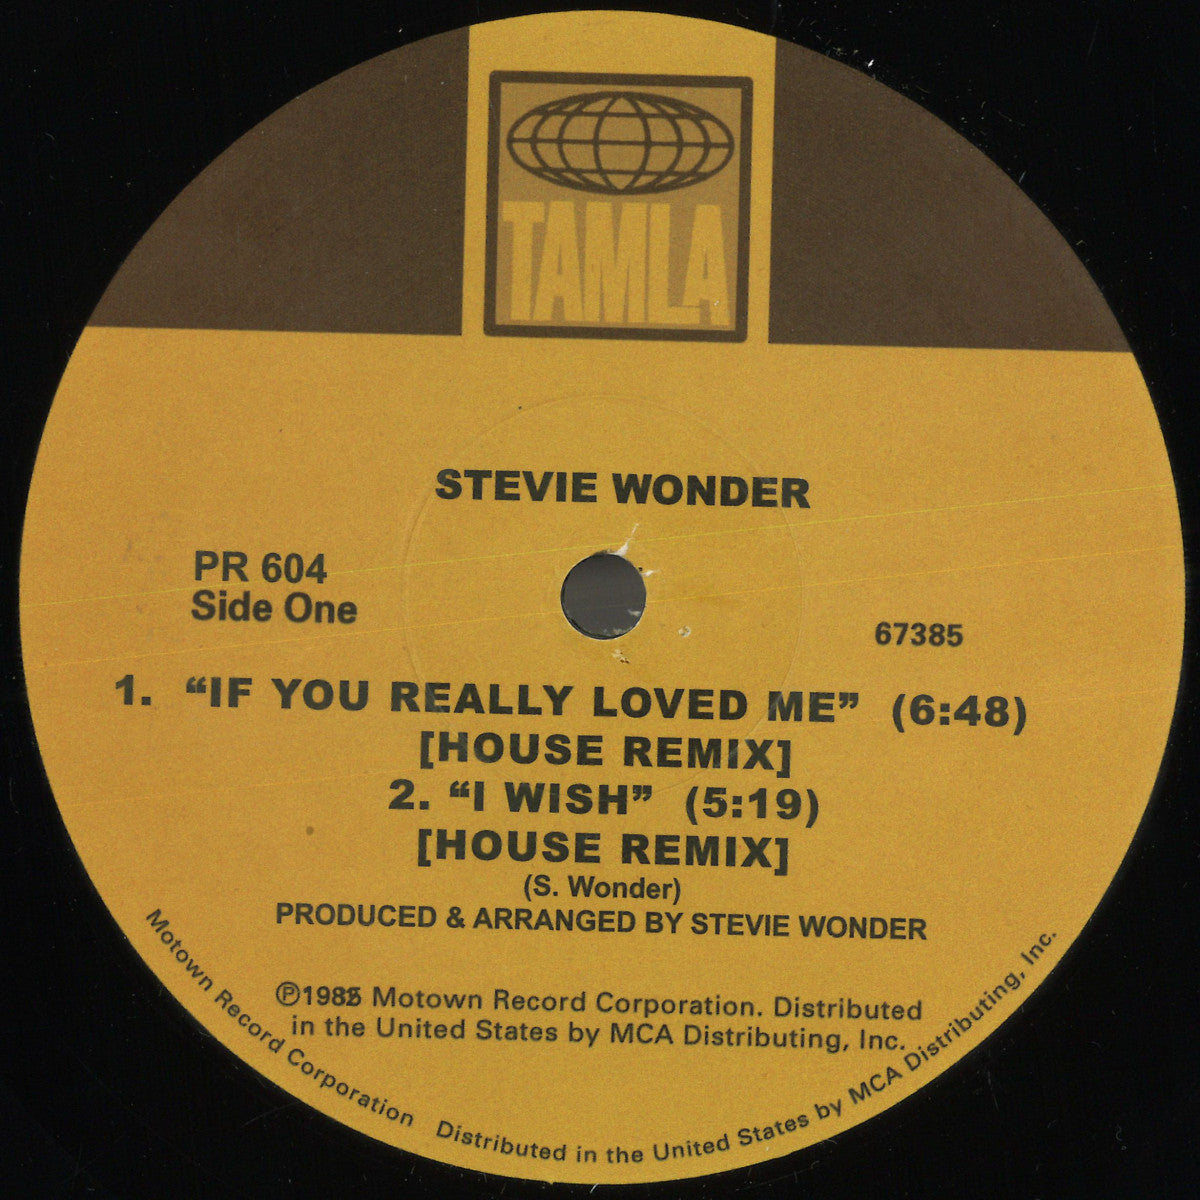 TAMLA
STEVIE WONDER
PR 604
Side One
67385
1. “IF YOU REALLY LOVED ME” (6:48)
[HOUSE REMIX]
2. “I WISH” (5:19)
[HOUSE REMIX]
(S. Wonder)
PRODUCED & ARRANGED BY STEVIE WONDER
Motown Record Corporation. Distributed
in the United States by MCA Distributing, Inc.
Motown Record Corporation Distributed in the United States by MCA Distributing, Inc.